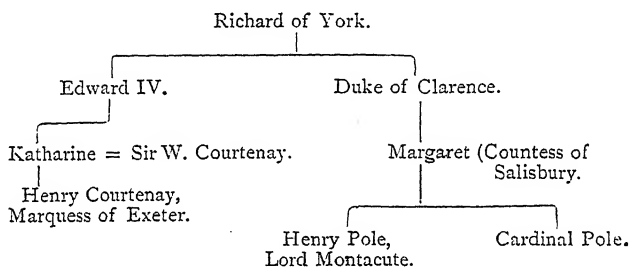 Richard of York.
Edward IV.
Duke of Clarence.
Katharine = Sir W. Courtenay.
Margaret (Countess of
Salisbury.
Henry Courtenay,
Marquess of Exeter.
Henry Pole,
Lord Montacute.
Cardinal Pole.